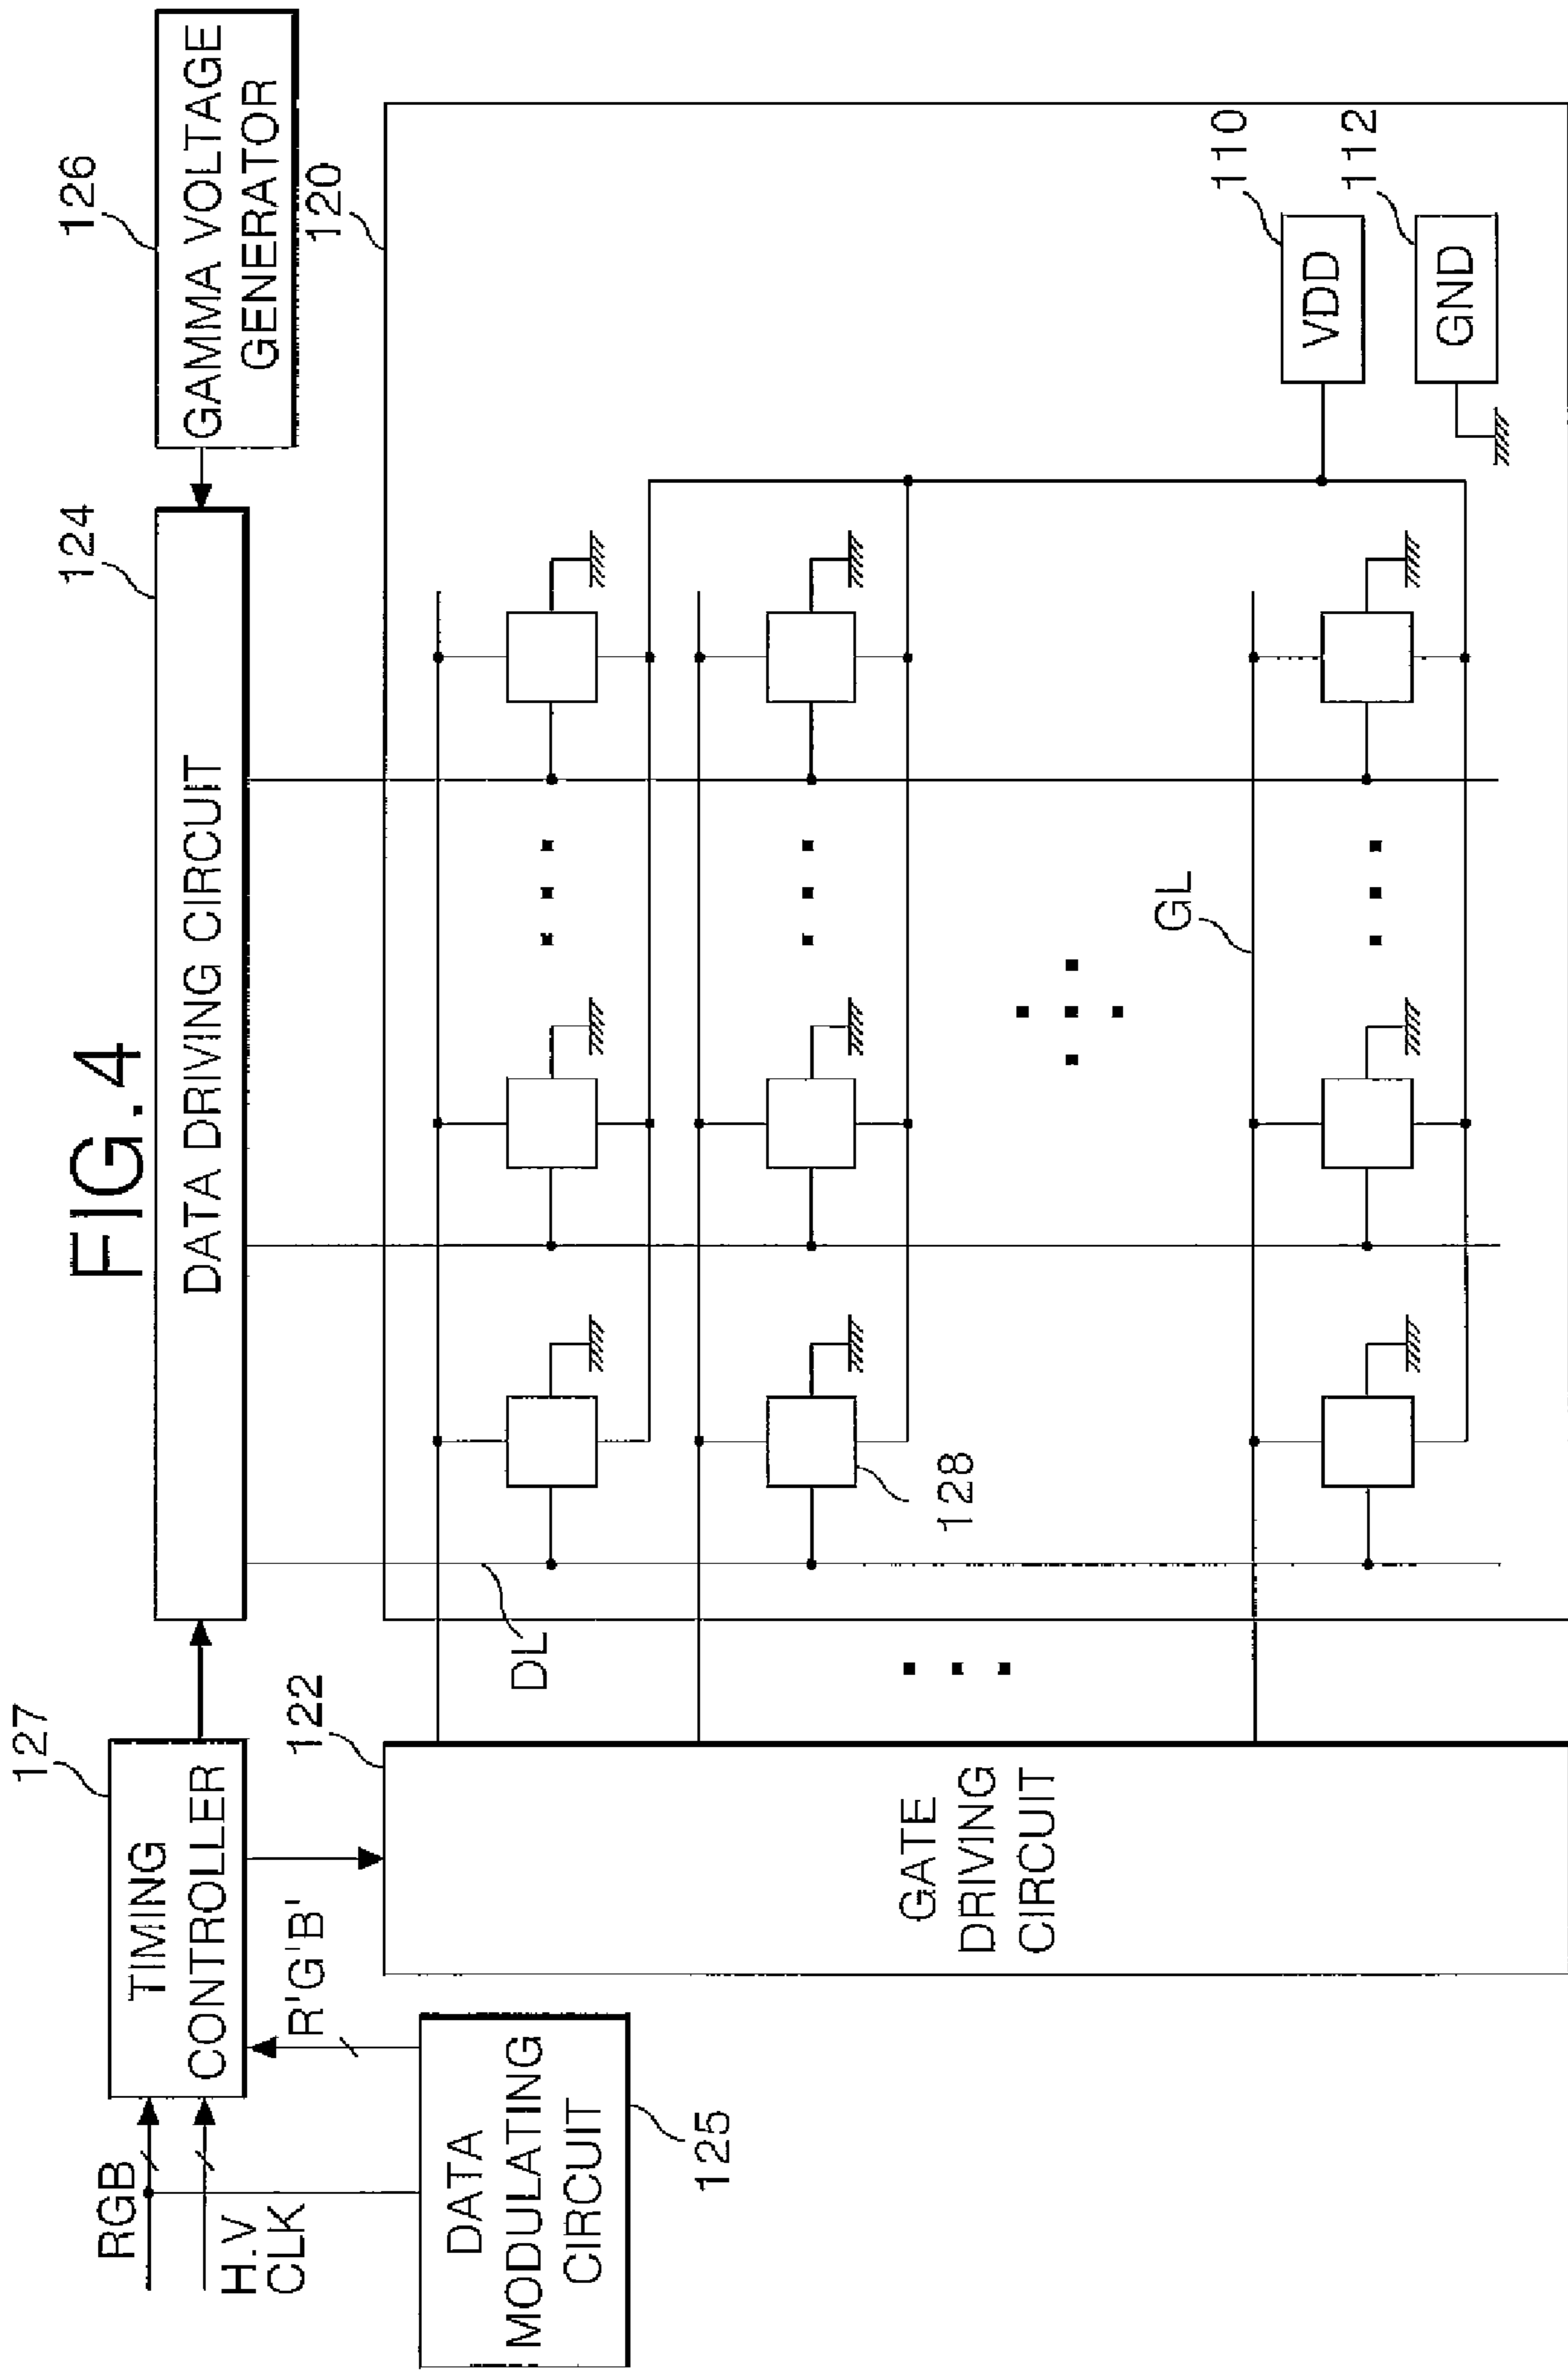 FIG.4
126
GAMMA VOLTAGE
GENERATOR
124
DATA DRIVING CIRCUIT
127
TIMING
CONTROLLER
RGB
H.V
CLK
R'G'B'
DATA
MODULATING
CIRCUIT
125
122
GATE
DRIVING
CIRCUIT
120
DL
128
GL
110
VDD
112
GND